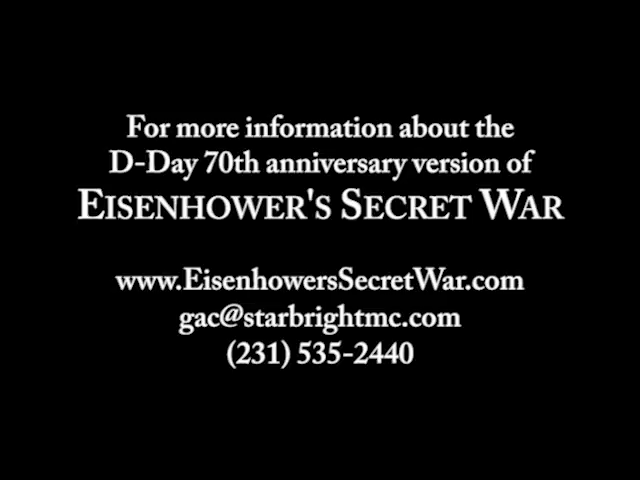 For more information about the
D-Day 70th anniversary version of
EISENHOWER'S SECRET WAR
www.EisenhowersSecretWar.com
gac@starbrightmc.com
(231) 535-2440